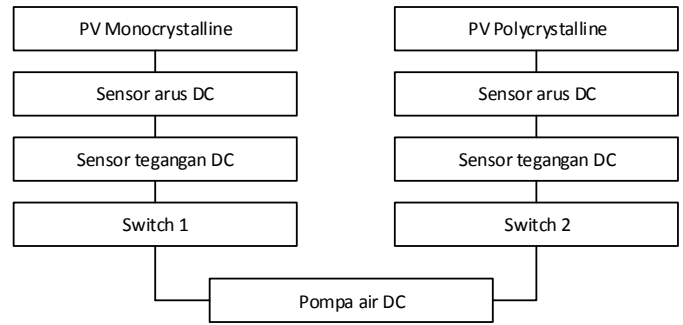 PV Monocrystalline
Sensor arus DC
Sensor tegangan DC
Switch 1
PV Polycrystalline
Sensor arus DC
Sensor tegangan DC
Switch 2
Pompa air DC